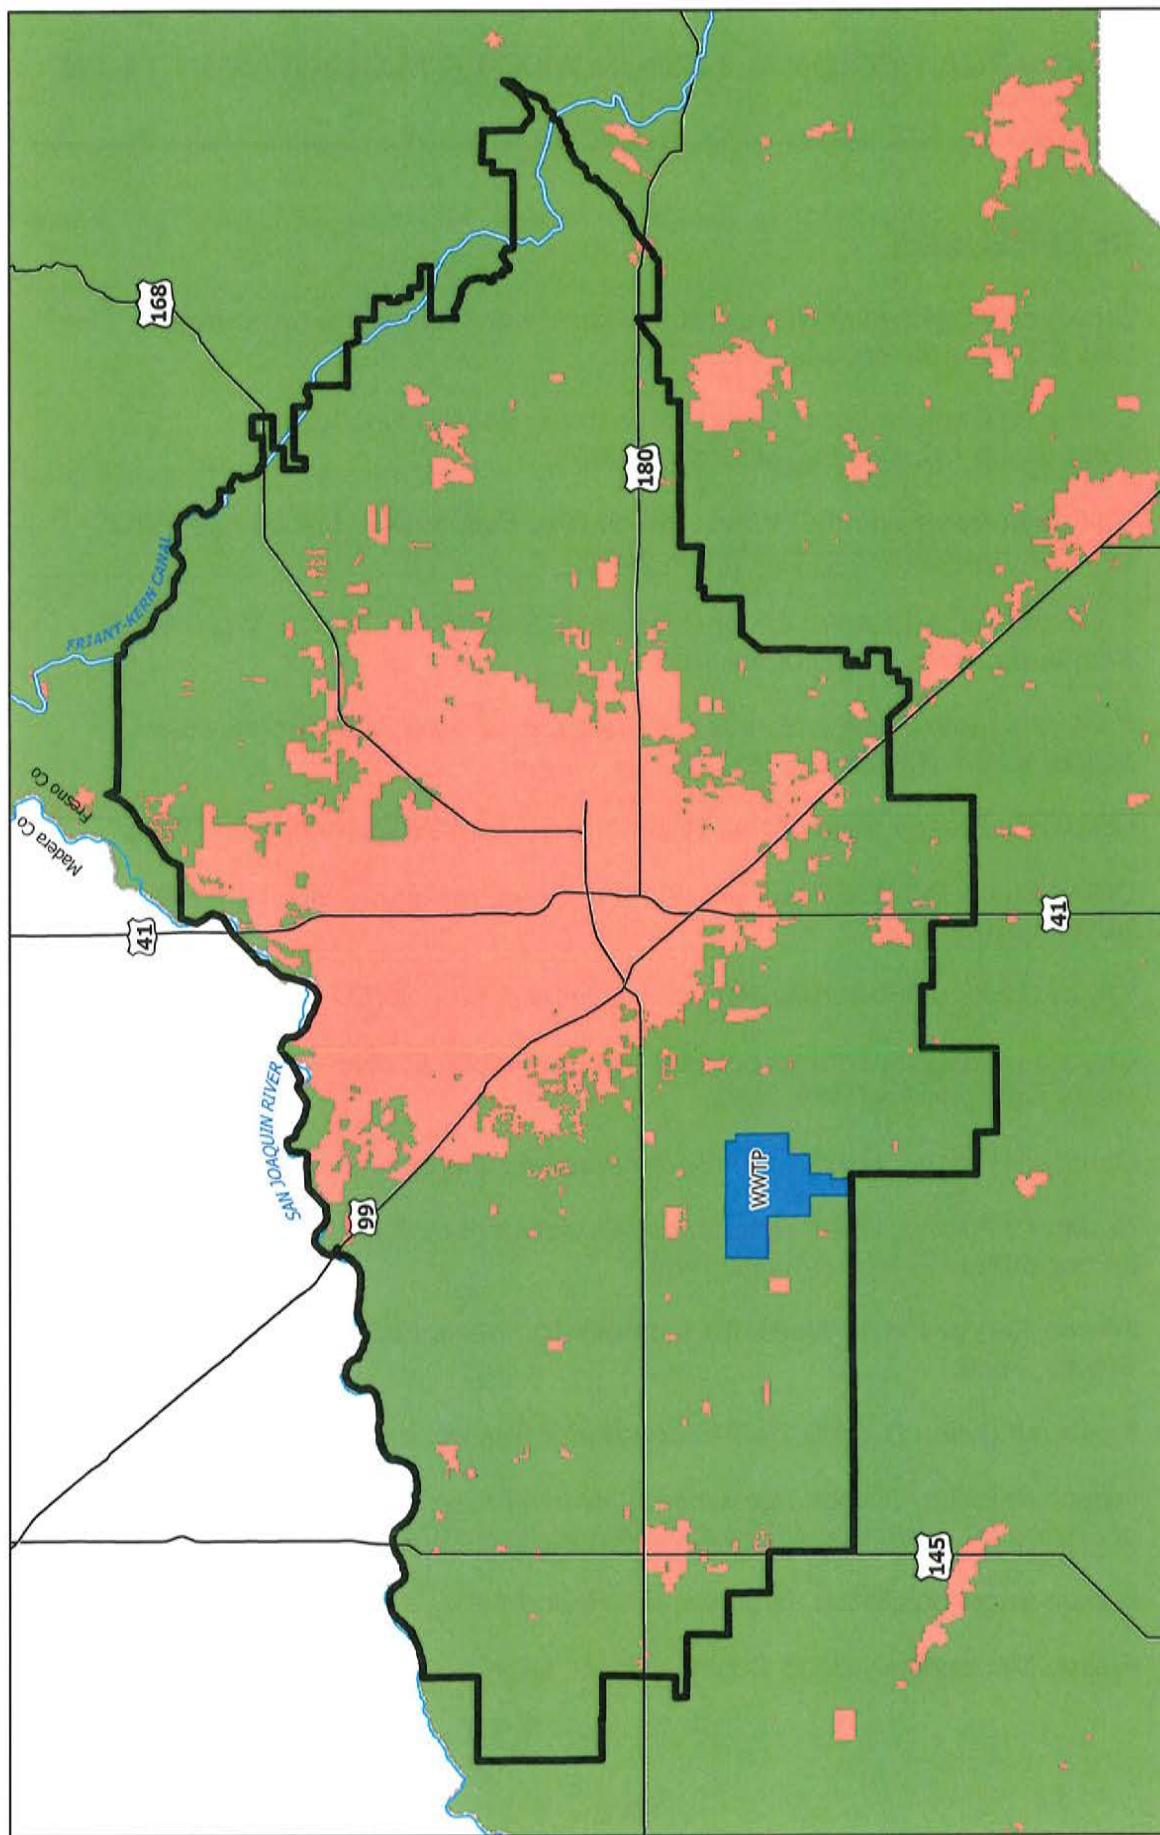 168
180
FRIANT-KERN CANAL
Fresno Co
Madera Co
41
41
SAN JOAQUIN RIVER
WWTP
99
145